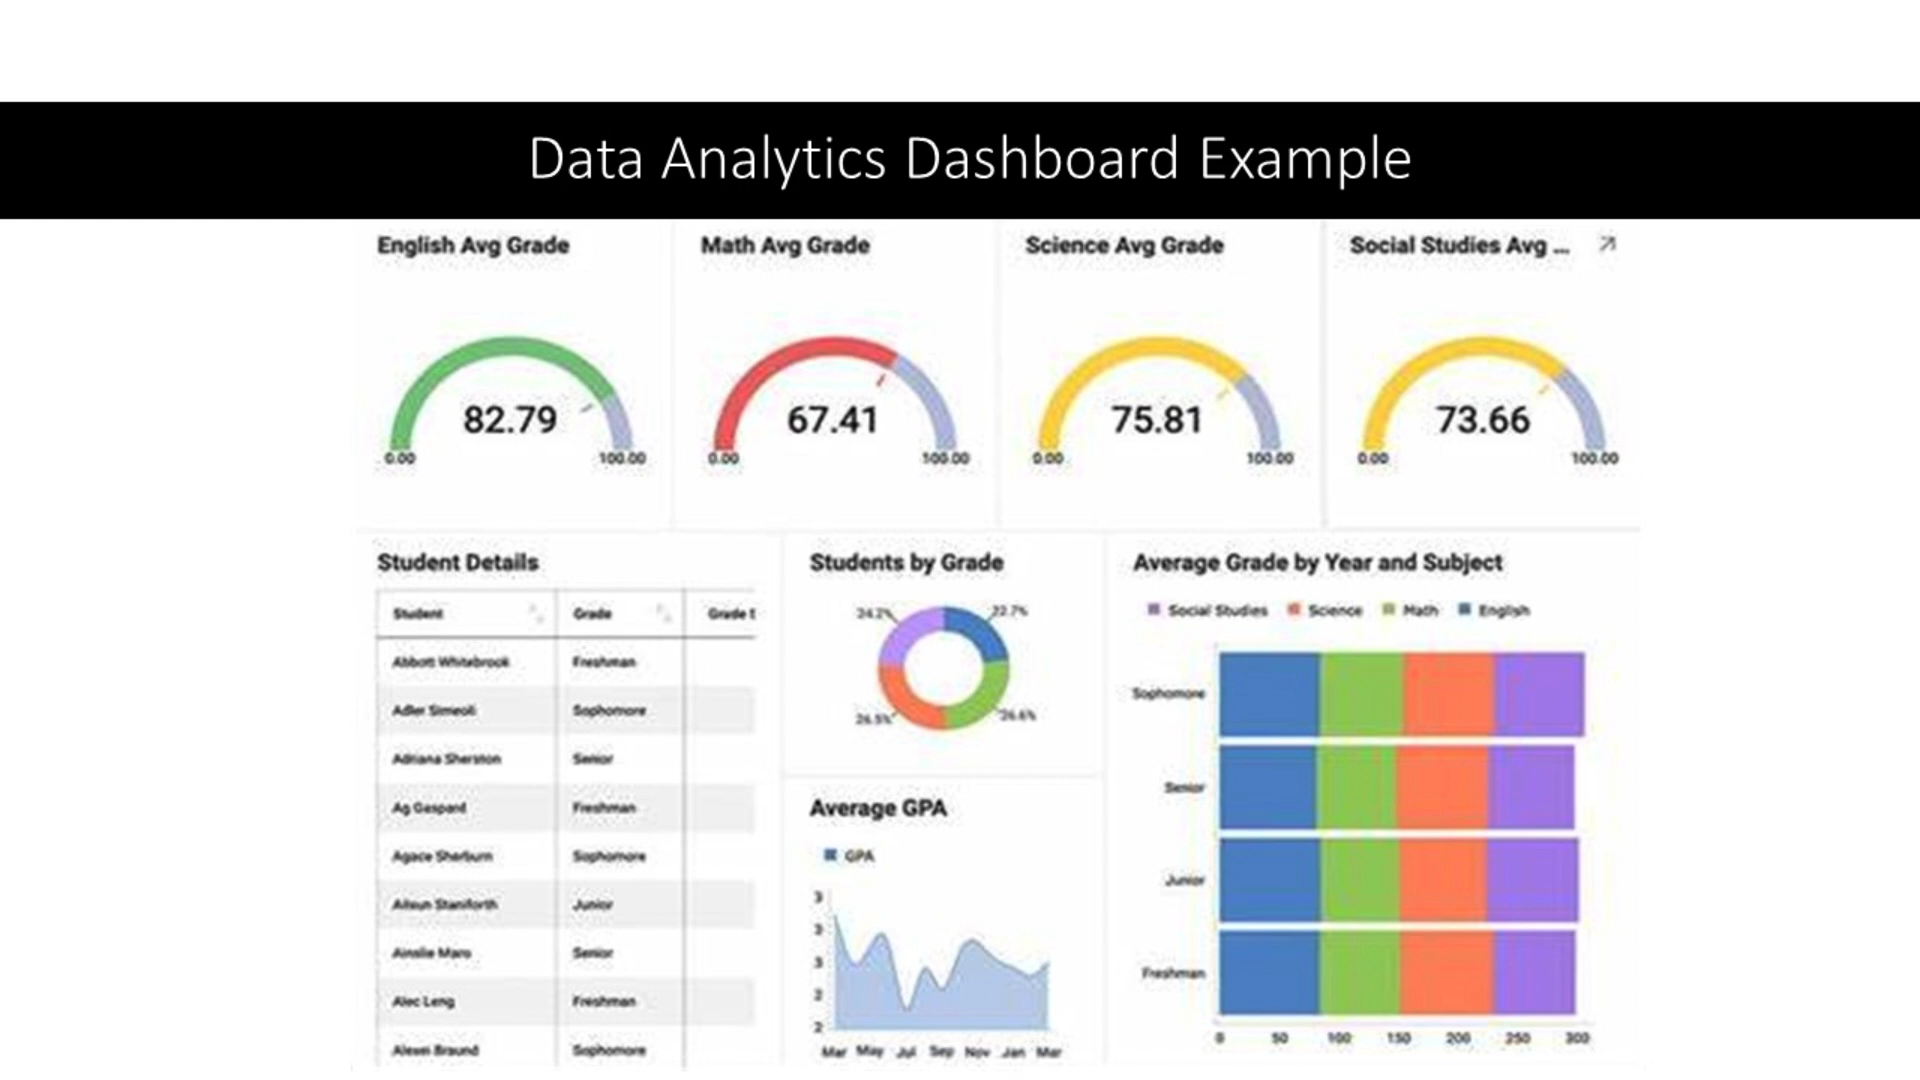 Data Analytics Dashboard Example
English Avg Grade
82.79
0.00 100.00
Math Avg Grade
67.41
0.00 100.00
Science Avg Grade
75.81
0.00 100.00
Social Studies Avg ...
73.66
0.00 100.00
Student Details
Student Grade Grade
Abbott Whitebrook Freshman
Adler Simeoli Sophomore
Adriana Sherston Senior
Ag Gaspard Freshman
Agace Sherburn Sophomore
Staniforth Junior
Ainslie Maro Senior
Alec Leng Freshman
Braund Sophomore
Students by Grade
24.2% 22.7%
26.5% 26.6%
Average GPA
GPA
3
3
3
2
2
Mar May Jul Sep Nov Jan Mar
Average Grade by Year and Subject
Social Studies Science Math English
Sophomore
Senior
Junior
Freshman
0 50 100 150 200 250 300